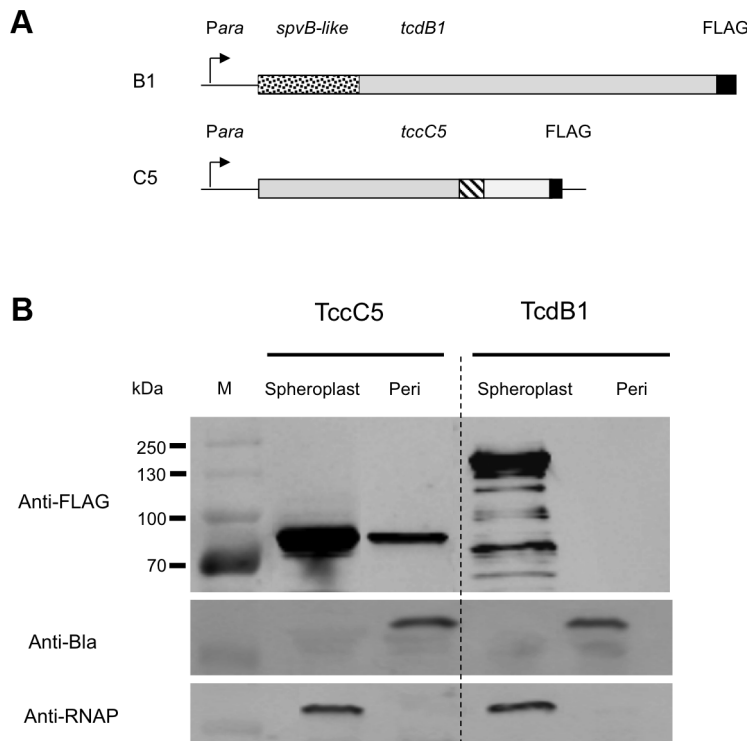 A
Para spvB-like tcdB1 FLAG
B1
Para tccC5 FLAG
C5
B
TccC5 TcdB1
kDa M Spheroplast Peri Spheroplast Peri
250
130
Anti-FLAG
100
70
Anti-Bla
Anti-RNAP